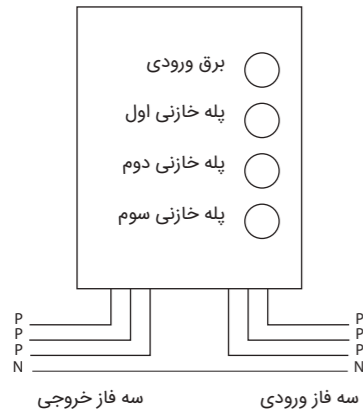 برق ورودی
پله خازنی اول
پله خازنی دوم
پله خازنی سوم
P P
P P
P P
N N
سه فاز ورودی سه فاز خروجی